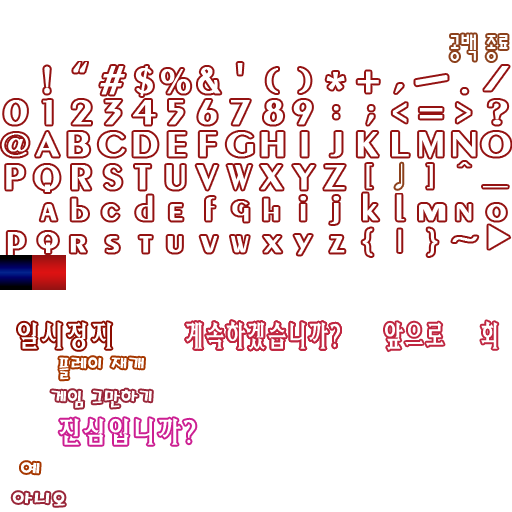 공백 종료
! “ # $ % & ' ( ) * + , — . /
0 1 2 3 4 5 6 7 8 9 : ; < = > ?
@ A B C D E F G H I J K L M N O
P Q R S T U V W X Y Z [ J ] ^ _
A b c d E f g h i j k l m N o
p q R s T u v w x y z { | } ~ ▷
일시정지 계속하겠습니까? 앞으로 회
플레이 재개
게임 그만하기
진심입니까?
예
아니오